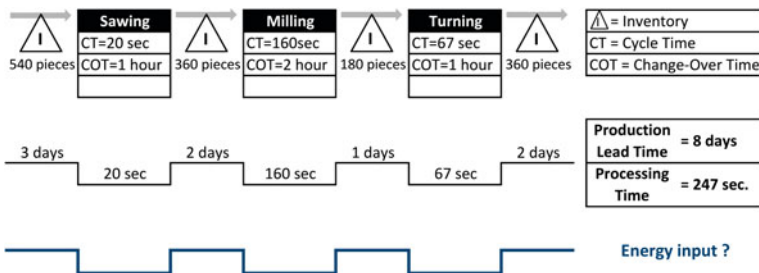 Sawing
Milling
Turning
I = Inventory
I
CT=20 sec
I
CT=160sec
I
CT=67 sec
I
CT = Cycle Time
540 pieces
COT=1 hour
360 pieces
COT=2 hour
180 pieces
COT=1 hour
360 pieces
COT = Change-Over Time
3 days
2 days
1 days
2 days
20 sec
160 sec
67 sec
Production
Lead Time
= 8 days
Processing
Time
= 247 sec.
Energy input ?